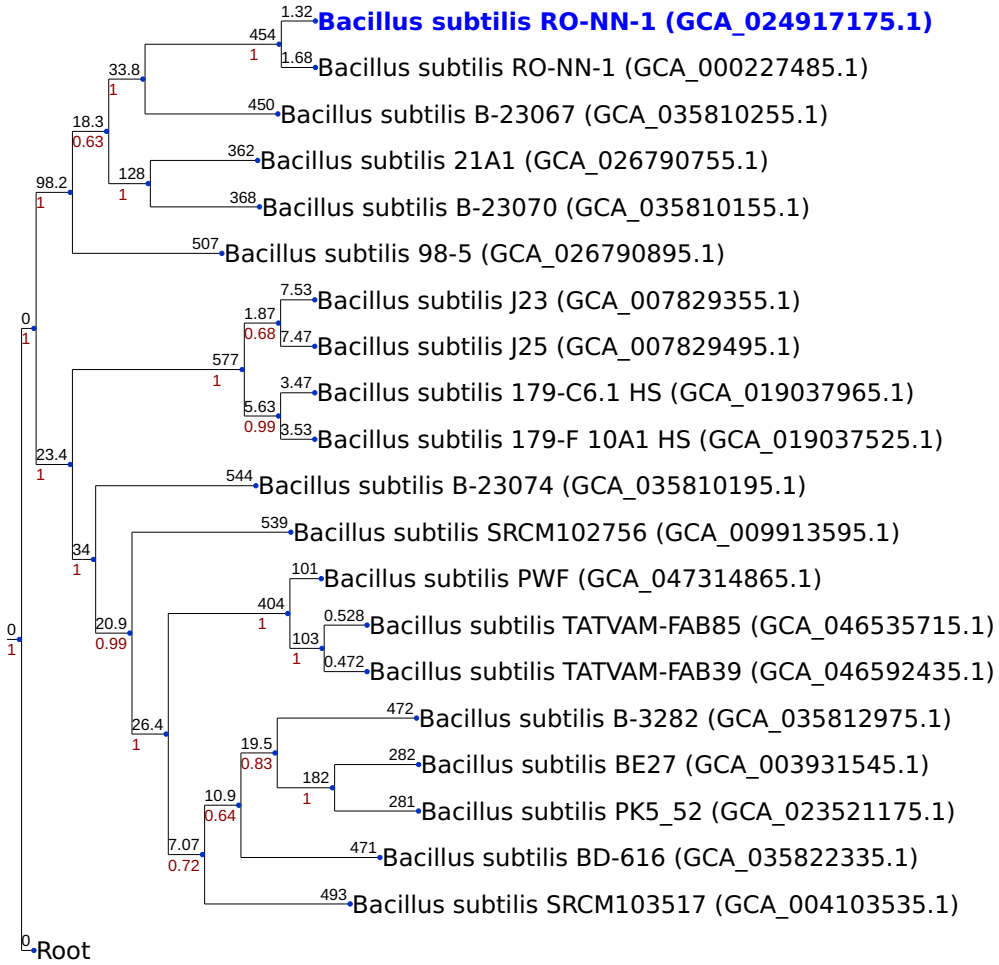 1.32
Bacillus subtilis RO-NN-1 (GCA_024917175.1)
454
1
1.68
Bacillus subtilis RO-NN-1 (GCA_000227485.1)
33.8
1
450
Bacillus subtilis B-23067 (GCA_035810255.1)
18.3
0.63
362
Bacillus subtilis 21A1 (GCA_026790755.1)
128
1
368
Bacillus subtilis B-23070 (GCA_035810155.1)
98.2
1
507
Bacillus subtilis 98-5 (GCA_026790895.1)
0
1
7.53
Bacillus subtilis J23 (GCA_007829355.1)
1.87
0.68
7.47
Bacillus subtilis J25 (GCA_007829495.1)
577
1
3.47
Bacillus subtilis 179-C6.1 HS (GCA_019037965.1)
5.63
0.99
3.53
Bacillus subtilis 179-F 10A1 HS (GCA_019037525.1)
23.4
1
544
Bacillus subtilis B-23074 (GCA_035810195.1)
34
1
539
Bacillus subtilis SRCM102756 (GCA_009913595.1)
101
Bacillus subtilis PWF (GCA_047314865.1)
404
1
0.528
Bacillus subtilis TATVAM-FAB85 (GCA_046535715.1)
103
1
0.472
Bacillus subtilis TATVAM-FAB39 (GCA_046592435.1)
20.9
0.99
0
1
26.4
1
472
Bacillus subtilis B-3282 (GCA_035812975.1)
19.5
0.83
282
Bacillus subtilis BE27 (GCA_003931545.1)
182
1
281
Bacillus subtilis PK5_52 (GCA_023521175.1)
10.9
0.64
471
Bacillus subtilis BD-616 (GCA_035822335.1)
7.07
0.72
493
Bacillus subtilis SRCM103517 (GCA_004103535.1)
0
Root